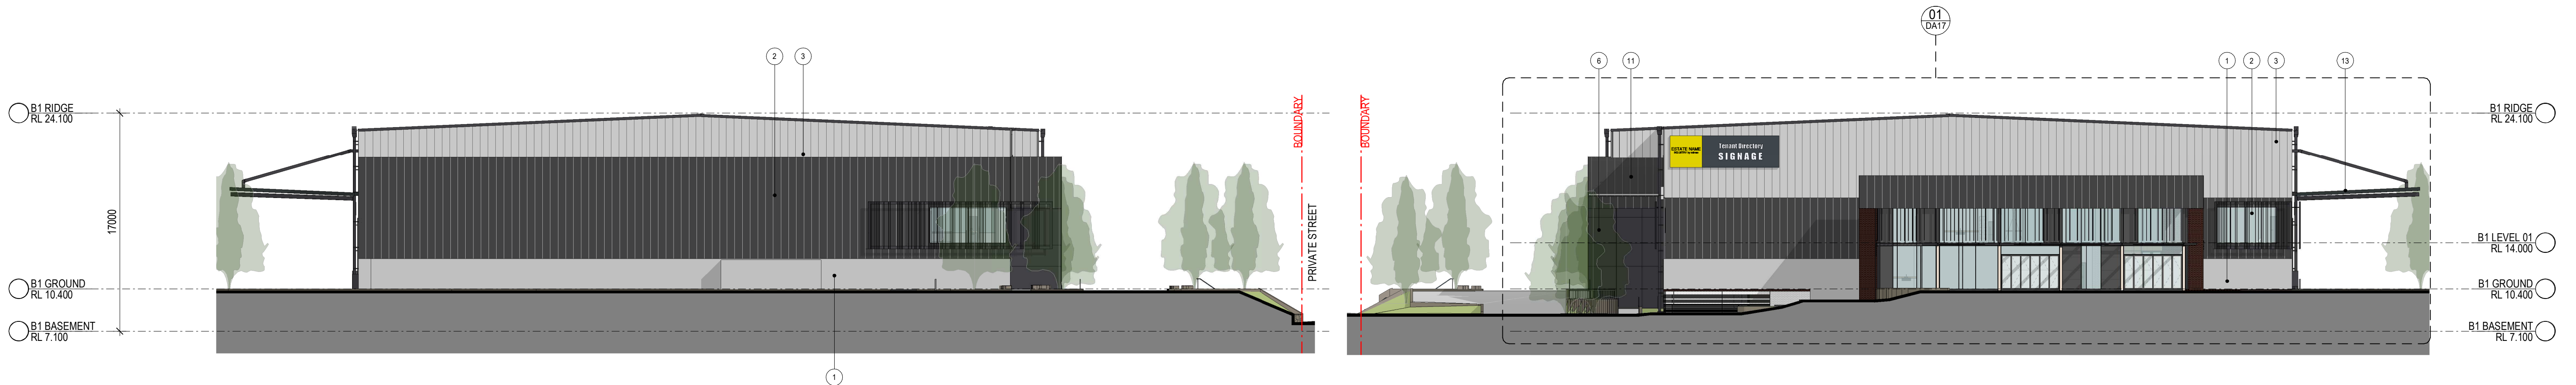 01
DA17
2
3
6
11
1
2
3
13
B1 RIDGE
RL 24.100
BOUNDARY
BOUNDARY
B1 RIDGE
RL 24.100
ESTATE NAME
Tenant Directory
SIGNAGE
17000
PRIVATE STREET
B1 LEVEL 01
RL 14.000
B1 GROUND
RL 10.400
B1 GROUND
RL 10.400
B1 BASEMENT
RL 7.100
B1 BASEMENT
RL 7.100
1